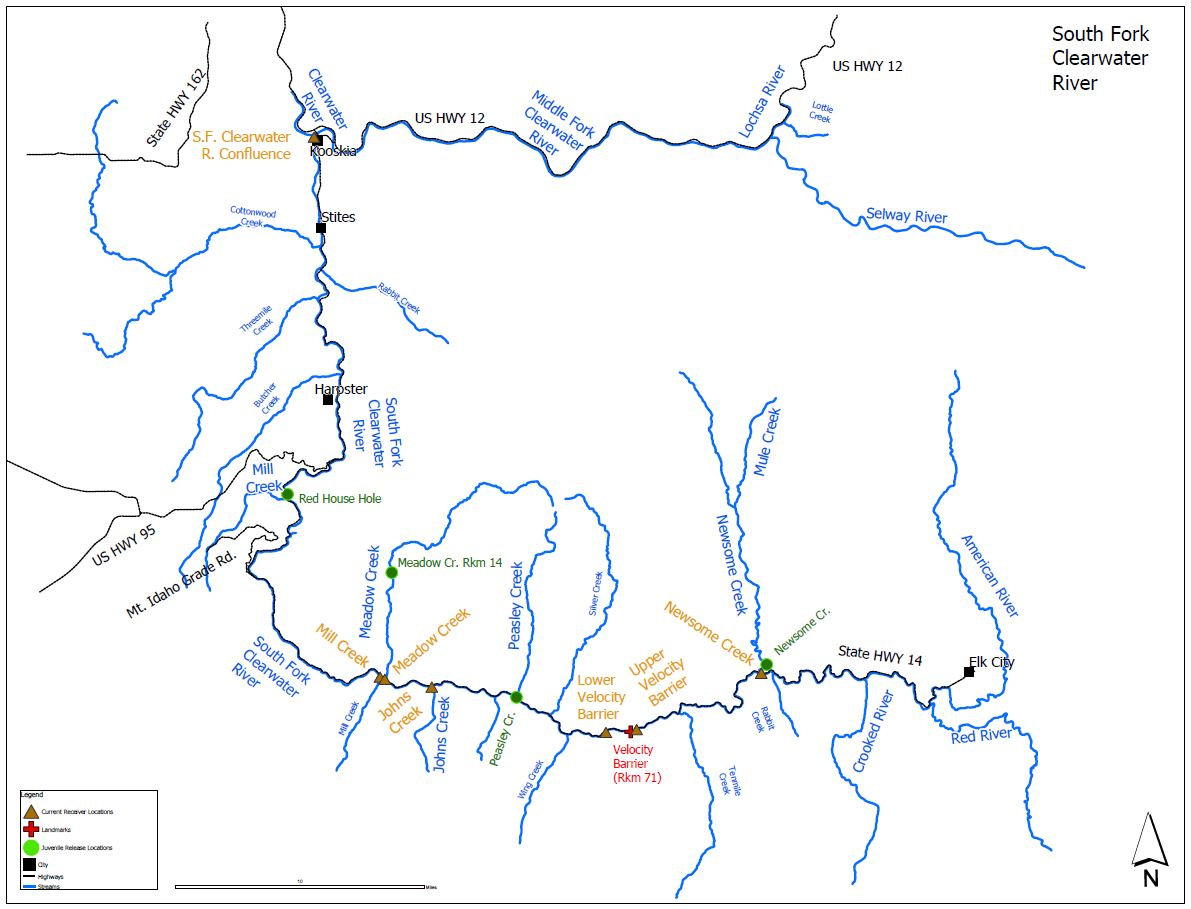 South Fork
Clearwater
River
US HWY 12
State HWY 162
Clearwater
River
US HWY 12
Middle Fork
Clearwater
River
Lochsa River
Lottie
Creek
S.F. Clearwater
R. Confluence
Kooskia
Cottonwood
Creek
Stites
Selway River
Rabbit Creek
Threemile
Creek
Butcher
Creek
Harpster
South Fork
Clearwater
River
Mule Creek
Mill
Creek
Red House Hole
US HWY 95
Mt. Idaho Grade Rd.
Meadow Creek
Meadow Cr. Rkm 14
Peasley Creek
Silver Creek
Newsome Creek
American River
South Fork
Clearwater
River
Mill Creek
Meadow Creek
Newsome Creek
Newsome Cr.
State HWY 14
Elk City
Lower
Velocity
Barrier
Upper
Velocity
Barrier
Mill Creek
Johns
Creek
Johns Creek
Peasley Cr.
Wing Creek
Velocity
Barrier
(Rkm 71)
Tenmile
Creek
Rabbit
Creek
Crooked River
Red River
Legend
Current Receiver Locations
Landmarks
Juvenile Release Locations
City
Highways
Streams
10
Miles
N